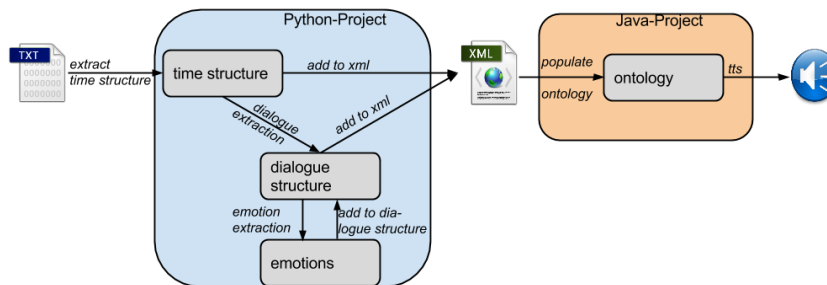 Python-Project
Java-Project
TXT
extract
time structure
time structure
add to xml
XML
populate
ontology
ontology
tts
dialogue
extraction
add to xml
dialogue
structure
emotion
extraction
add to dia-
logue structure
emotions